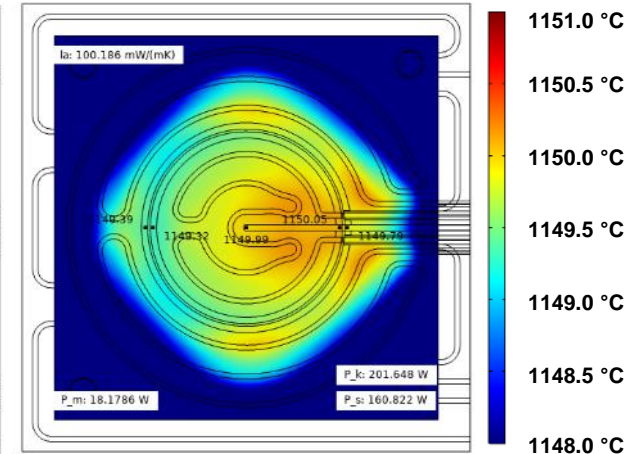 1151.0 °C
la: 100.186 mW/(mK)
1150.5 °C
1150.0 °C
1149.39
1150.05
1149.32
1149.99
1149.79
1149.5 °C
1149.0 °C
P_k: 201.648 W
1148.5 °C
P_m: 18.1786 W
P_s: 160.822 W
1148.0 °C